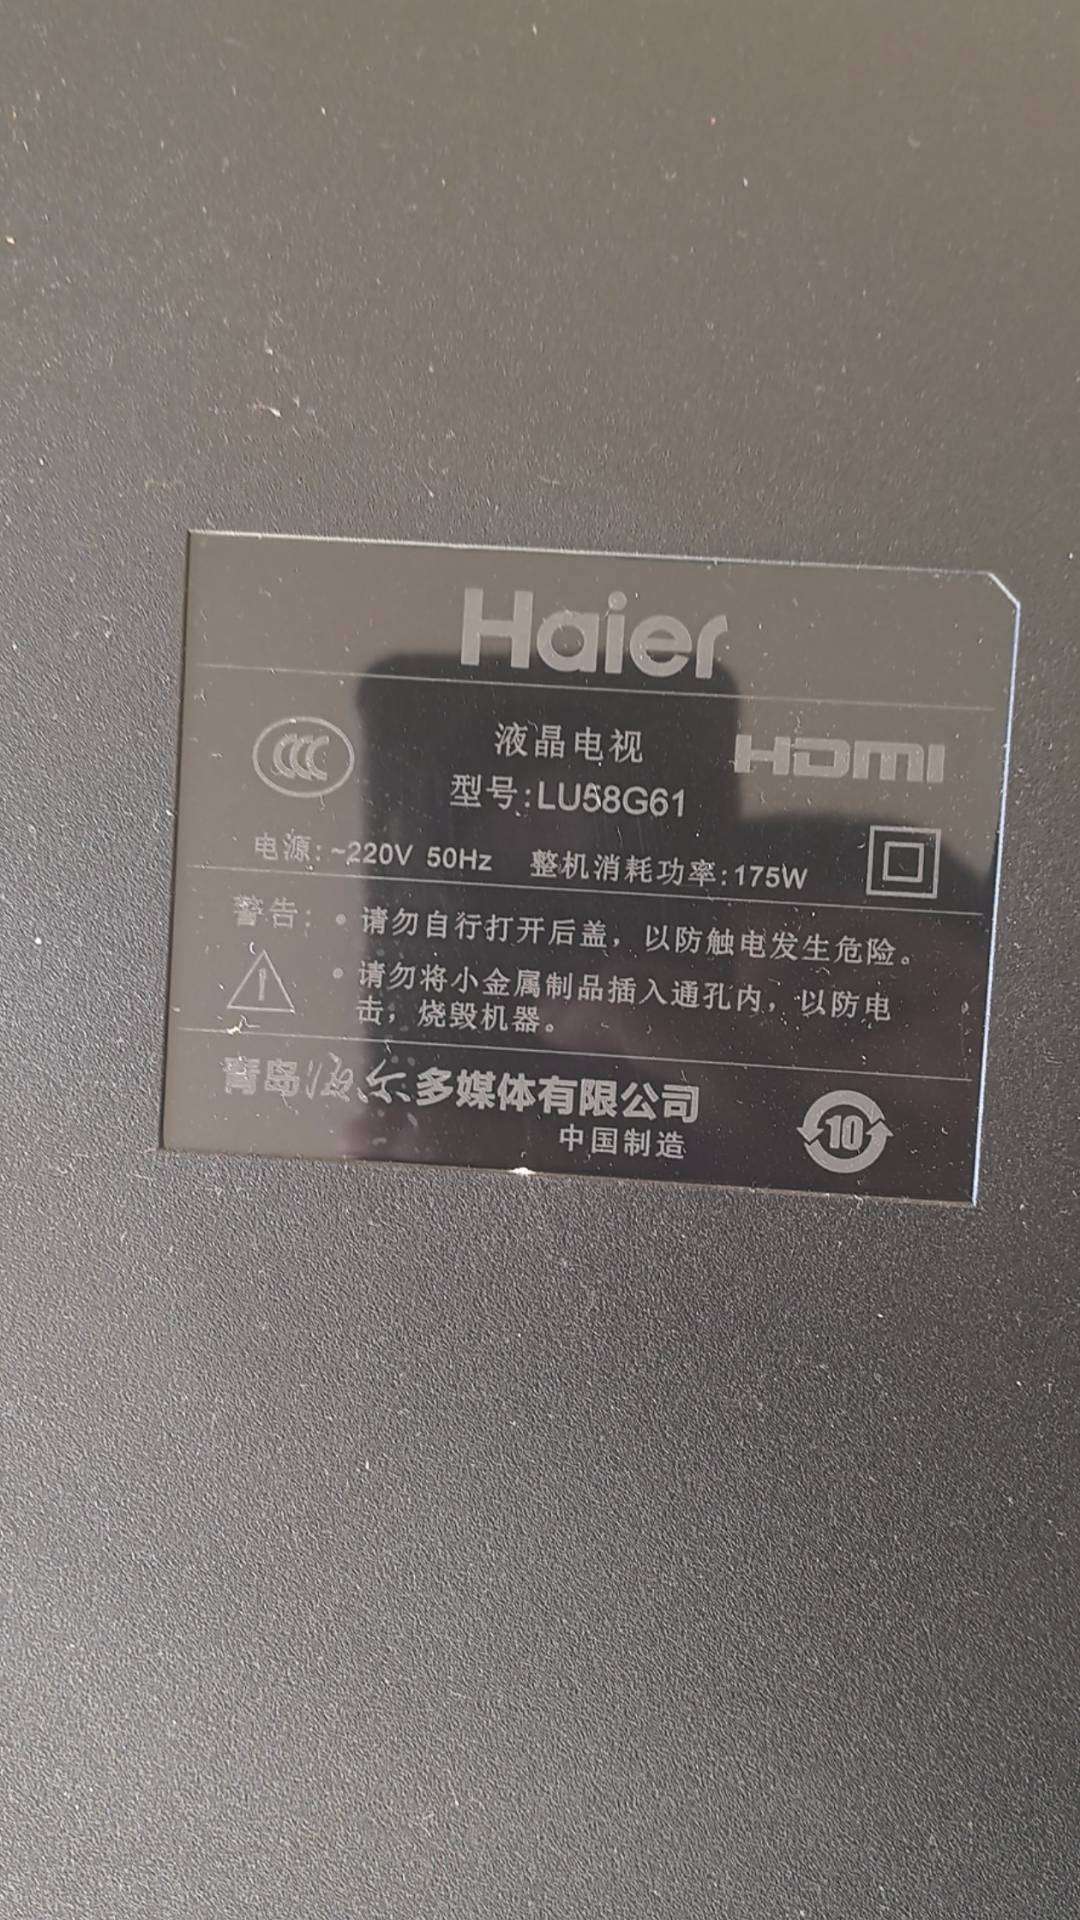 Haier
CCC
液晶电视
HDMI
型号:LU58G61
电源:~220V 50Hz 整机消耗功率:175W
警告: • 请勿自行打开后盖，以防触电发生危险。
• 请勿将小金属制品插入通孔内，以防电
击，烧毁机器。
青岛海尔多媒体有限公司
中国制造
10